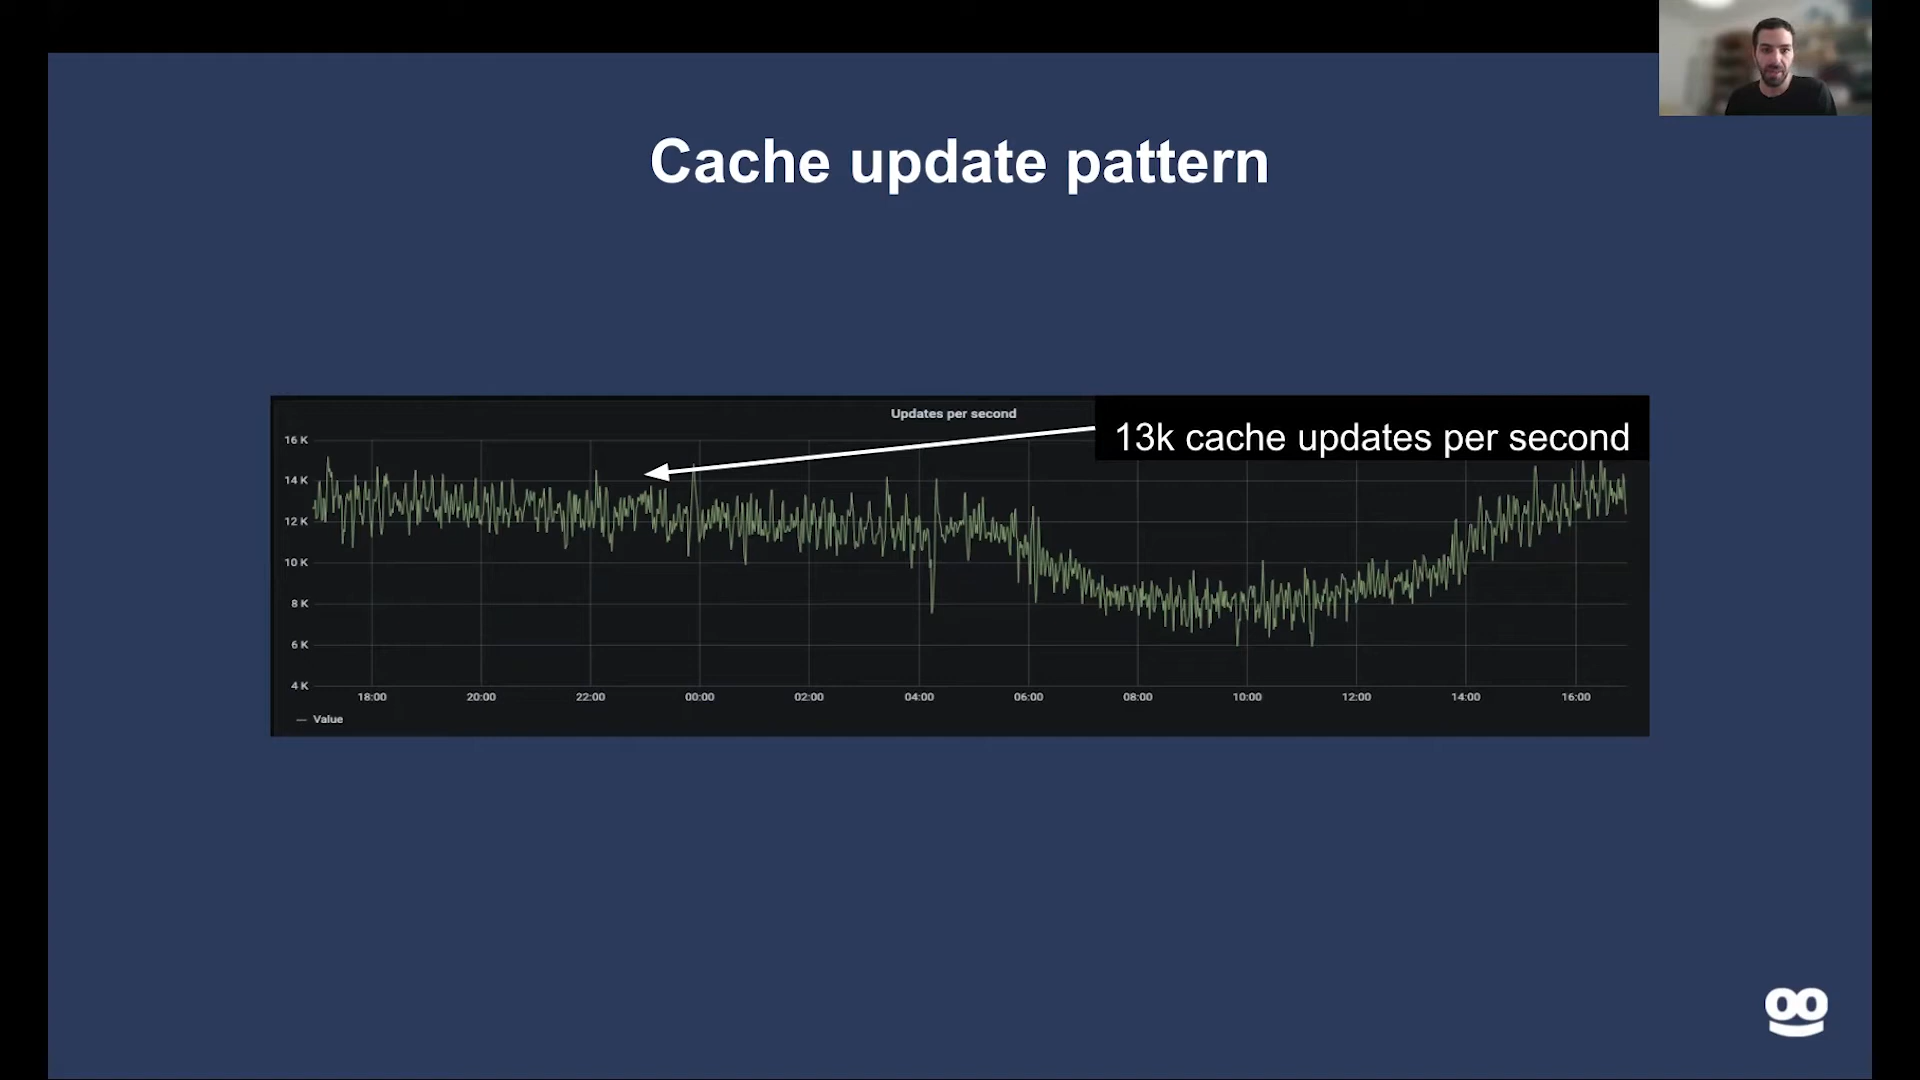 Cache update pattern
Updates per second
13k cache updates per second
16 K
14 K
12 K
10 K
8 K
6 K
4 K
18:00 20:00 22:00 00:00 02:00 04:00 06:00 08:00 10:00 12:00 14:00 16:00
Value